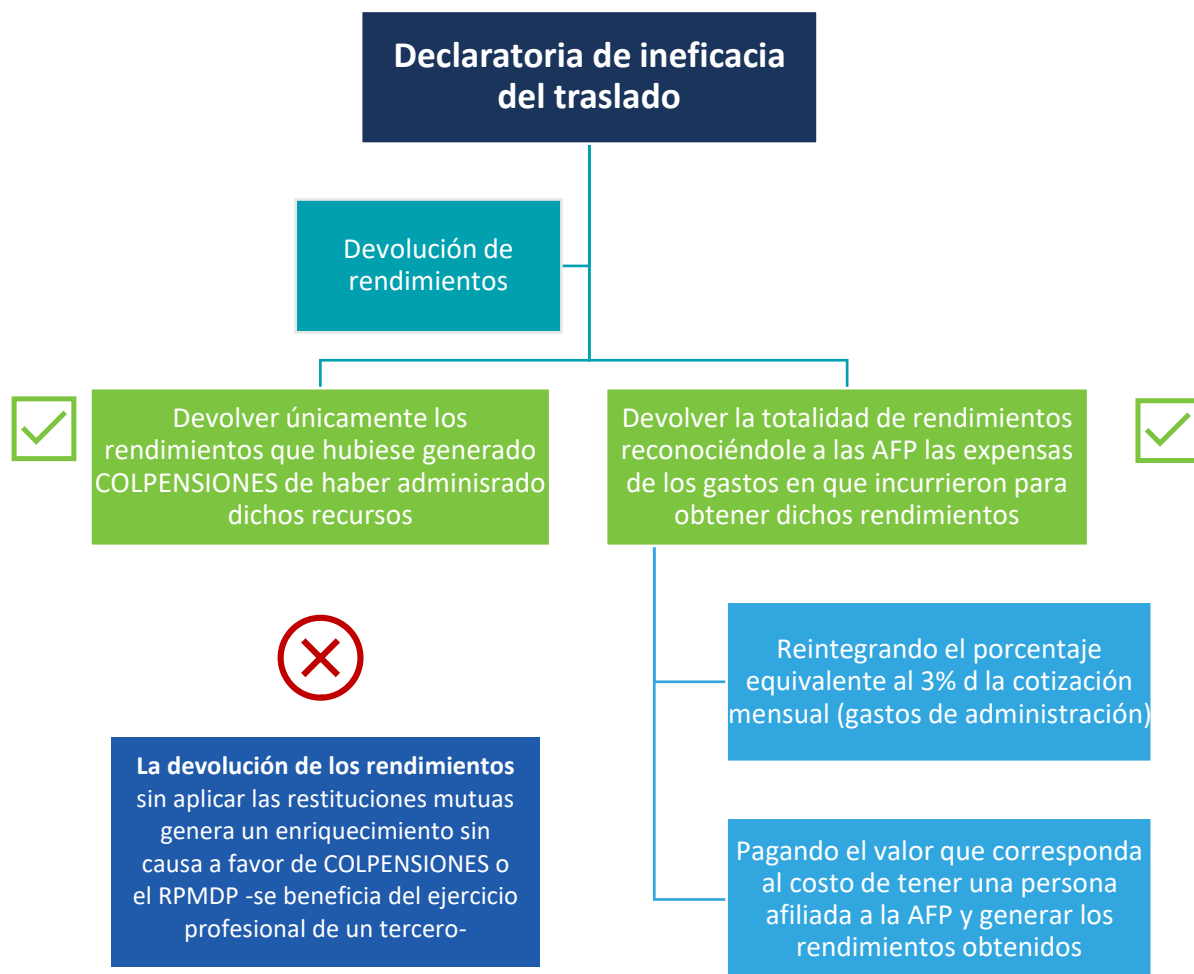 Declaratoria de ineficacia
del traslado
Devolución de
rendimientos
Devolver únicamente los
rendimientos que hubiese generado
COLPENSIONES de haber adminisrado
dichos recursos
Devolver la totalidad de rendimientos
reconociéndole a las AFP las expensas
de los gastos en que incurrieron para
obtener dichos rendimientos
Reintegrando el porcentaje
equivalente al 3% d la cotización
mensual (gastos de administración)
La devolución de los rendimientos
sin aplicar las restituciones mutuas
genera un enriquecimiento sin
causa a favor de COLPENSIONES o
el RPMDP -se beneficia del ejercicio
profesional de un tercero-
Pagando el valor que corresponda
al costo de tener una persona
afiliada a la AFP y generar los
rendimientos obtenidos